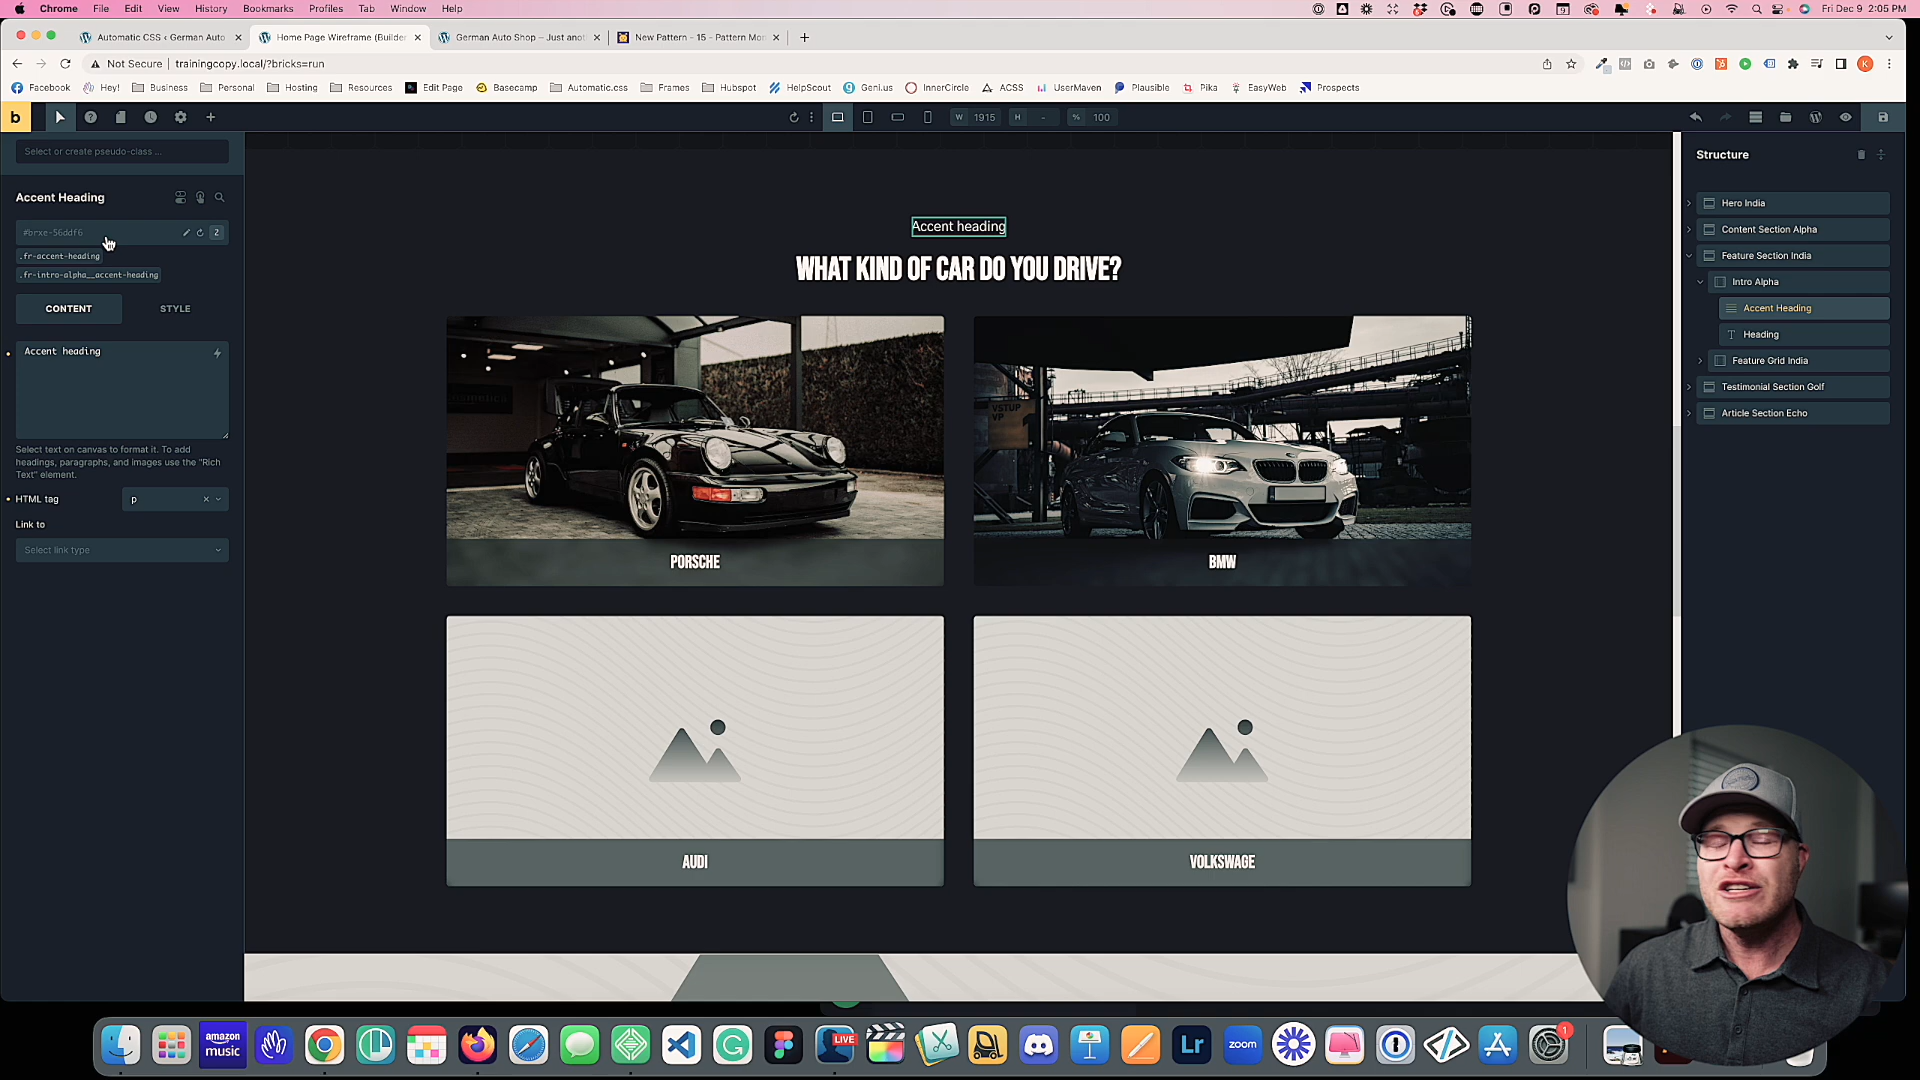 Chrome File Edit View History Bookmarks Profiles Tab Window Help Fri Dec 9 2:05 PM
Automatic CSS ‹ German Auto Home Page Wireframe (Builder German Auto Shop – Just anot New Pattern – 15 – Pattern Mon
Not Secure trainingcopy.local/?bricks=run K
Facebook Hey! Business Personal Hosting Resources Edit Page Basecamp Automatic.css Frames Hubspot HelpScout Geni.us InnerCircle ACSS UserMaven Plausible Pika EasyWeb Prospects
b W 1915 H - % 100
Select or create pseudo-class ...
Accent Heading
#brxe-56ddf6 2
.fr-accent-heading
.fr-intro-alpha__accent-heading
CONTENT STYLE
Accent heading
Select text on canvas to format it. To add
headings, paragraphs, and images use the "Rich
Text" element.
HTML tag p
Link to
Select link type
Accent heading
WHAT KIND OF CAR DO YOU DRIVE?
VSTUP
VP
PORSCHE
BMW
AUDI
VOLKSWAGE
Structure
Hero India
Content Section Alpha
Feature Section India
Intro Alpha
Accent Heading
Heading
Feature Grid India
Testimonial Section Golf
Article Section Echo
amazon
music
LIVE
Lr
zoom
1